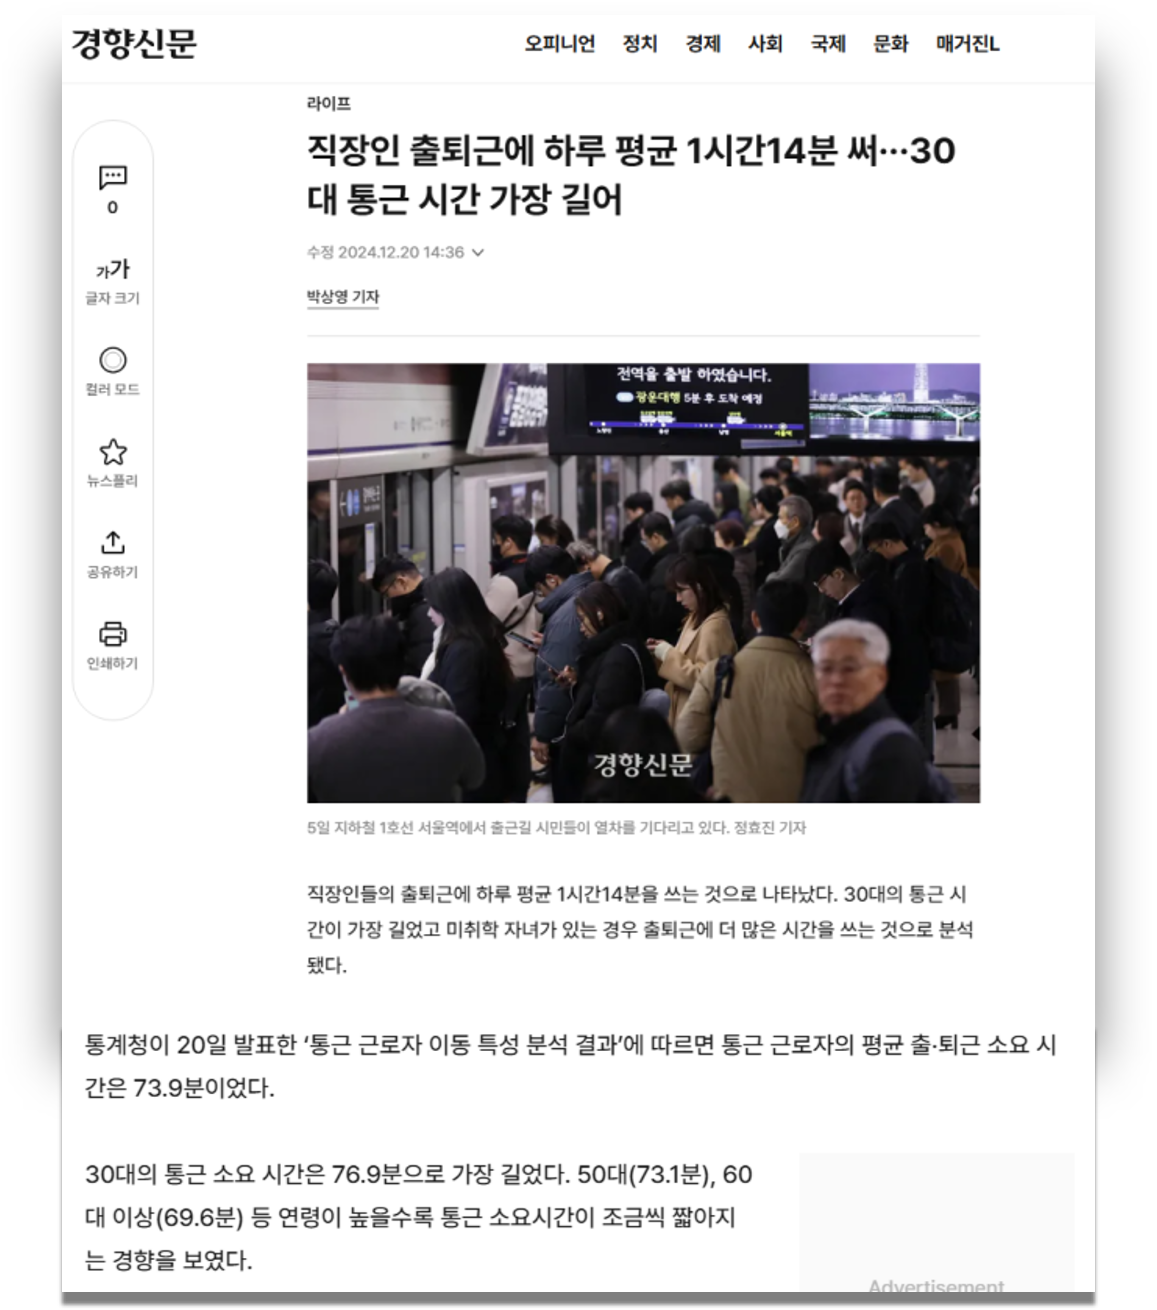 경향신문
오피니언 정치 경제 사회 국제 문화 매거진L
라이프
직장인 출퇴근에 하루 평균 1시간14분 써…30
대 통근 시간 가장 길어
수정 2024.12.20 14:36
박상영 기자
0
가가
글자 크기
컬러 모드
뉴스플리
공유하기
인쇄하기
전역을 출발 하였습니다.
광운대행 5분 후 도착 예정
서울역
경향신문
5일 지하철 1호선 서울역에서 출근길 시민들이 열차를 기다리고 있다. 정효진 기자
직장인들의 출퇴근에 하루 평균 1시간14분을 쓰는 것으로 나타났다. 30대의 통근 시
간이 가장 길었고 미취학 자녀가 있는 경우 출퇴근에 더 많은 시간을 쓰는 것으로 분석
됐다.
통계청이 20일 발표한 ‘통근 근로자 이동 특성 분석 결과’에 따르면 통근 근로자의 평균 출·퇴근 소요 시
간은 73.9분이었다.
30대의 통근 소요 시간은 76.9분으로 가장 길었다. 50대(73.1분), 60
대 이상(69.6분) 등 연령이 높을수록 통근 소요시간이 조금씩 짧아지
는 경향을 보였다.
Advertisement